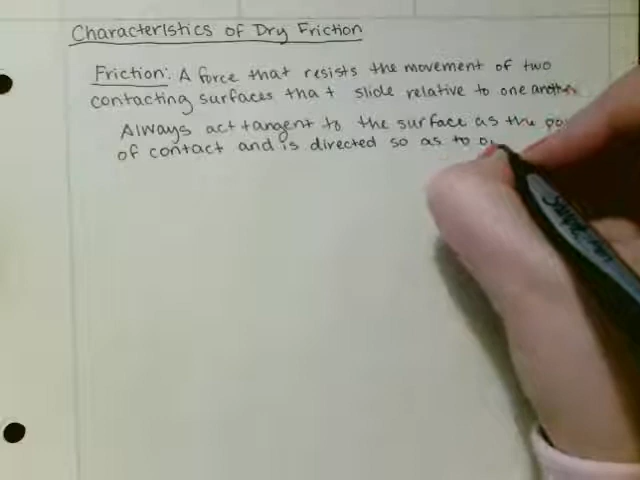 Characteristics of Dry Friction
Friction: A force that resists the movement of two
contacting surfaces that slide relative to one another.
Always act tangent to the surface as the
of contact and is directed so as to